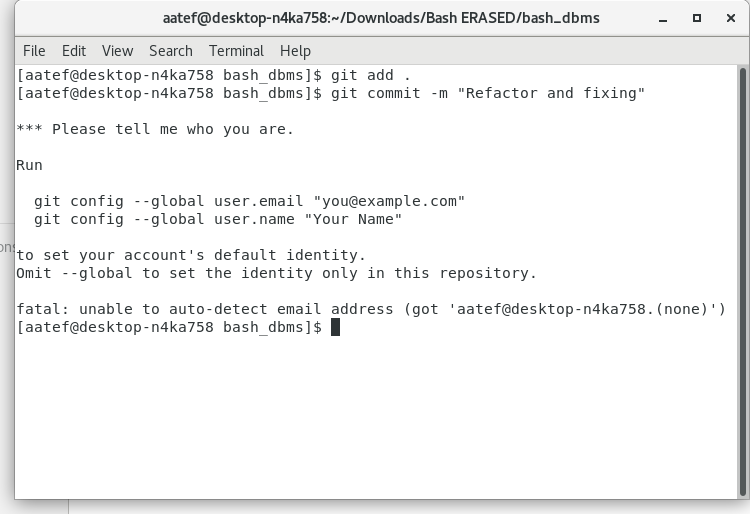 aatef@desktop-n4ka758:~/Downloads/Bash ERASED/bash_dbms
File Edit View Search Terminal Help
[aatef@desktop-n4ka758 bash_dbms]$ git add .
[aatef@desktop-n4ka758 bash_dbms]$ git commit -m "Refactor and fixing"
*** Please tell me who you are.
Run
git config --global user.email "you@example.com"
git config --global user.name "Your Name"
to set your account's default identity.
Omit --global to set the identity only in this repository.
fatal: unable to auto-detect email address (got 'aatef@desktop-n4ka758.(none)')
[aatef@desktop-n4ka758 bash_dbms]$